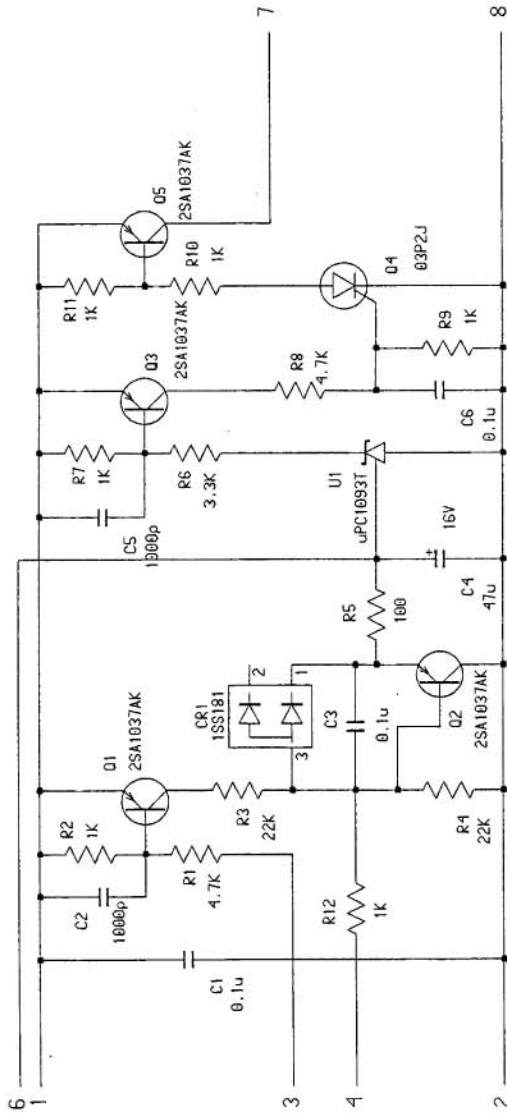 6
1
3
4
2
7
8
C1
0.1u
C2
1000p
R2
1K
R1
4.7K
Q1
2SA1037AK
R3
22K
R12
1K
CR1
1SS181
2
1
3
C3
0.1u
R4
22K
Q2
2SA1037AK
R5
100
C4
47u
16V
C5
1000p
R7
1K
R6
3.3K
U1
uPC1093T
Q3
2SA1037AK
R8
4.7K
C6
0.1u
R9
1K
R11
1K
R10
1K
Q4
03P2J
Q5
2SA1037AK